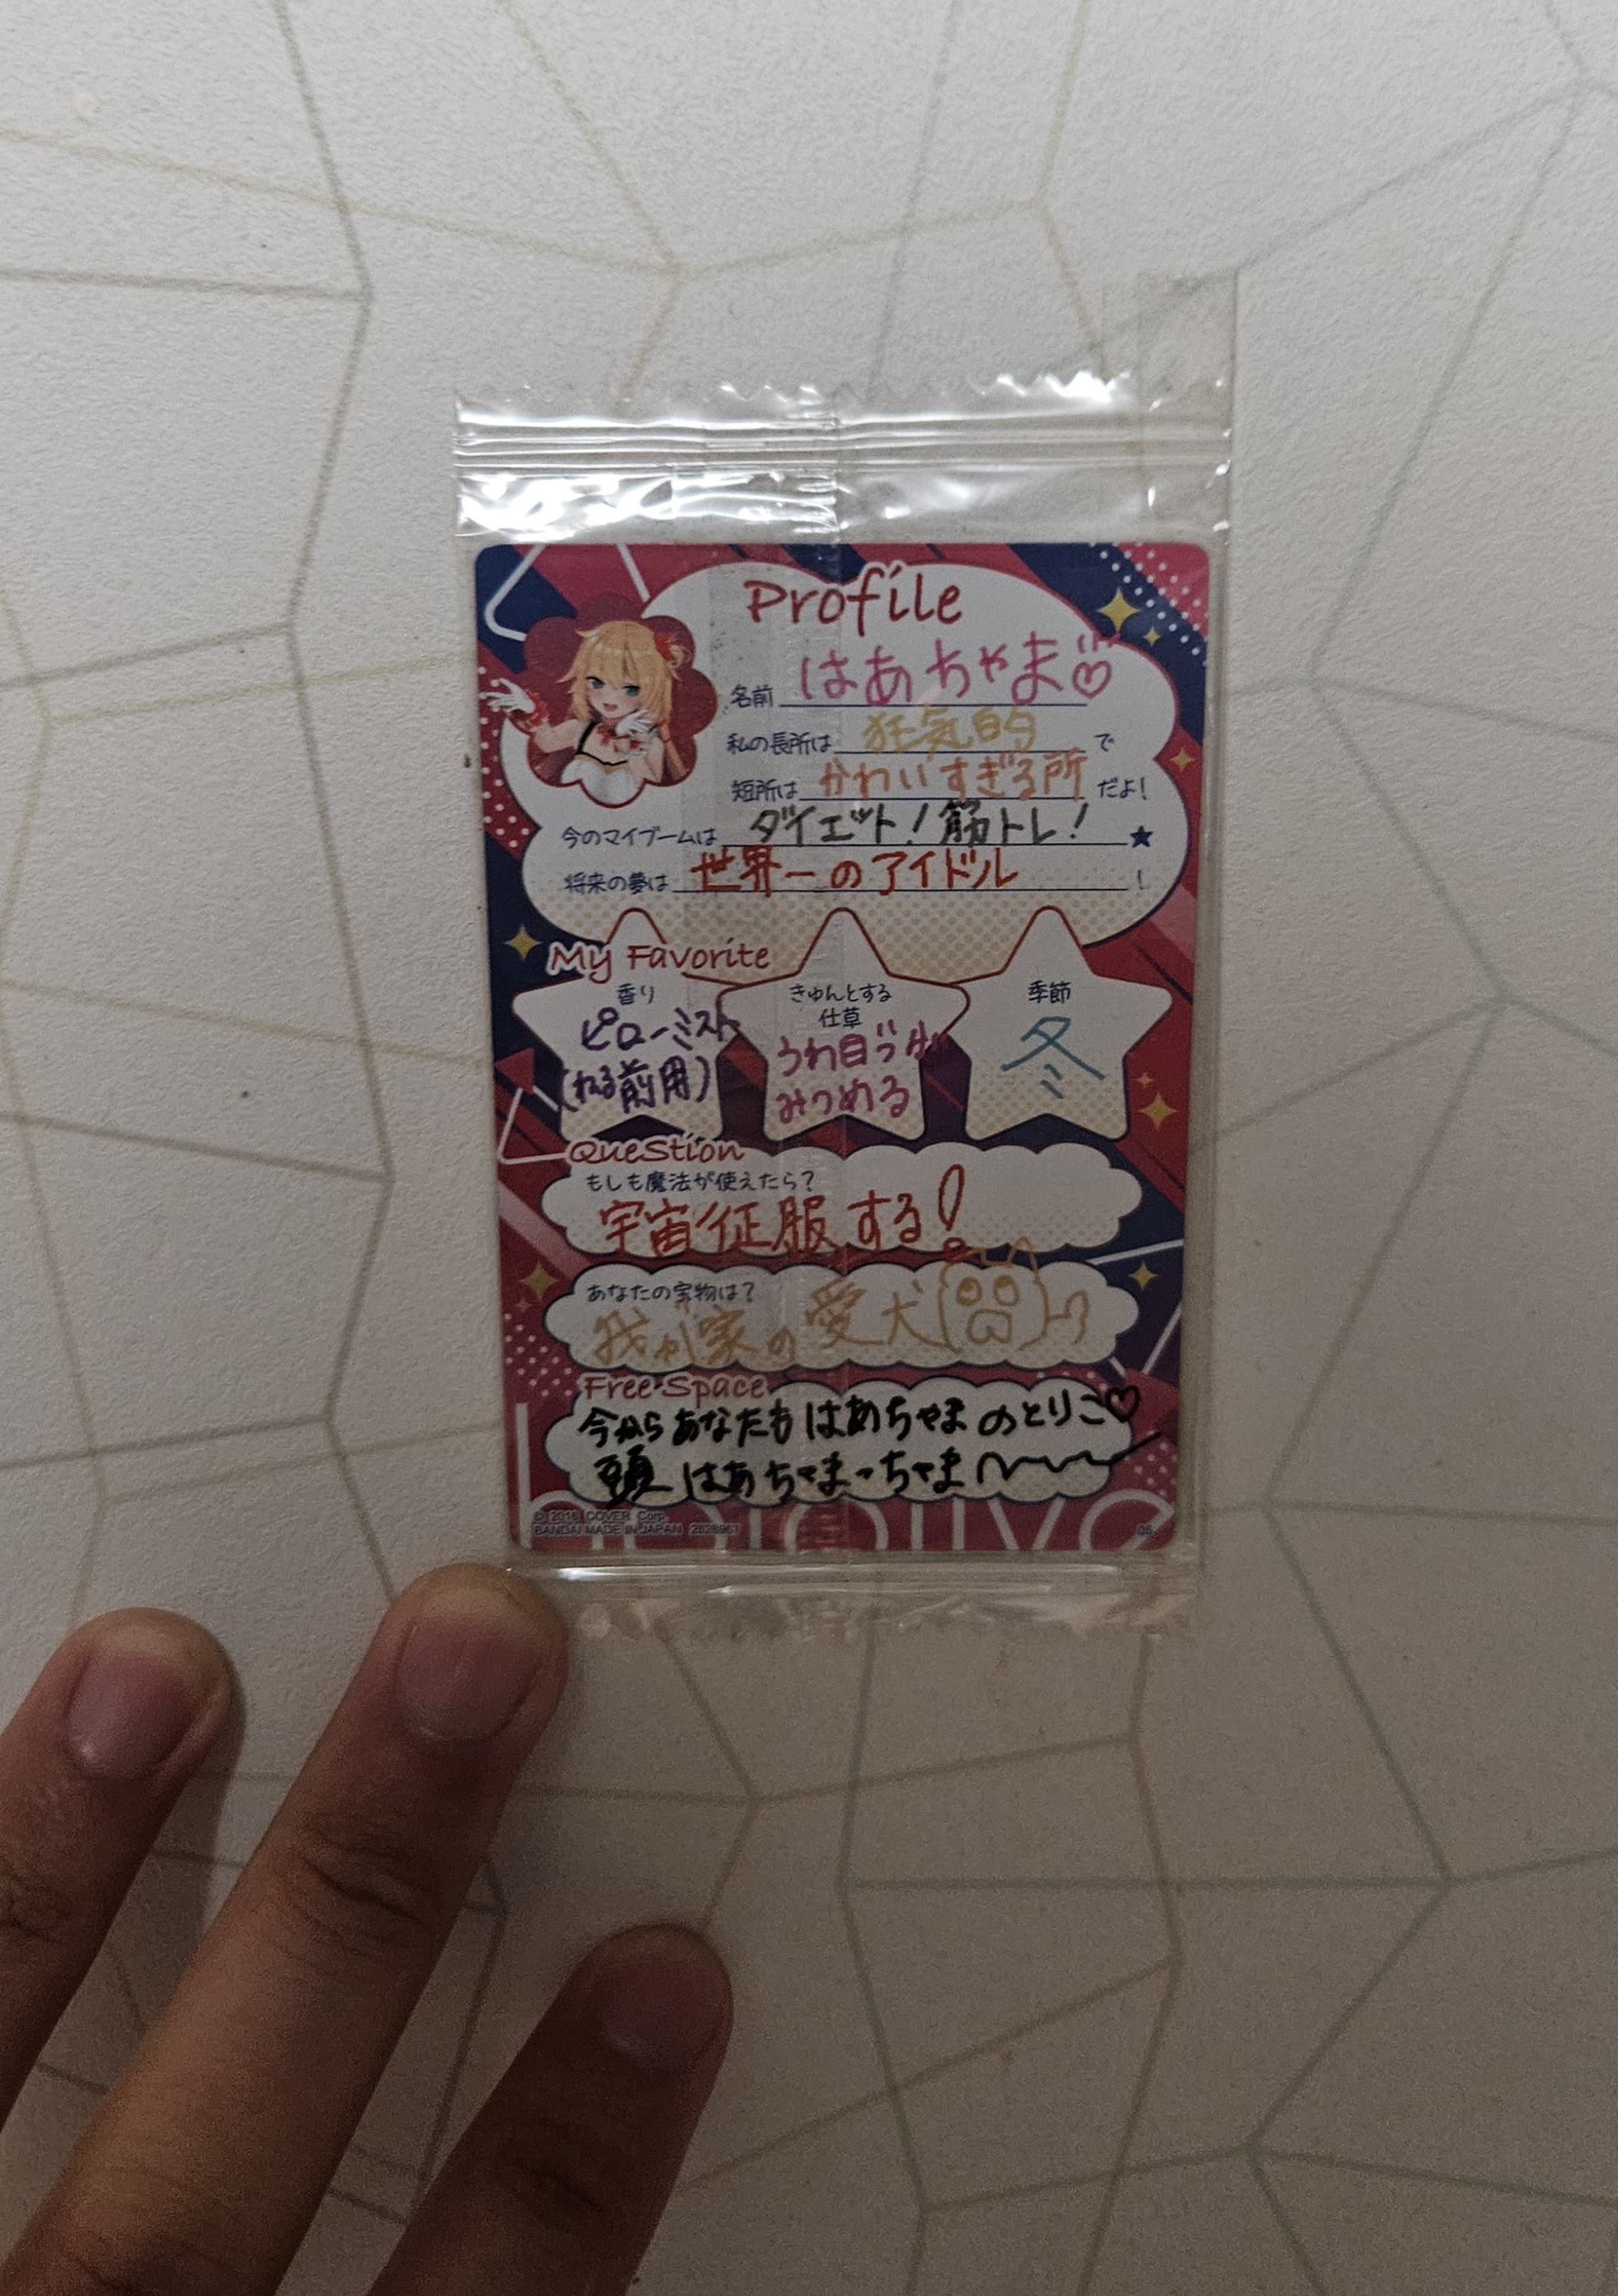 Profile
名前 はあちゃま♡
私の長所は 狂気的 で
短所は かわいすぎる所 だよ!
今のマイブームは ダイエット!筋トレ! ★
将来の夢は 世界一のアイドル !
My Favorite
香り
ピローミスト
(ねる前用)
きゅんとする
仕草
うわ目づかい
みつめる
季節
冬
Question
もしも魔法が使えたら?
宇宙征服する!
あなたの宝物は?
我が家の愛犬
Free Space
今からあなたもはあちゃまのとりこ♡
頭はあちゃまっちゃま〜
© 2016 COVER Corp.
BANDAI MADE IN JAPAN
05
hololive